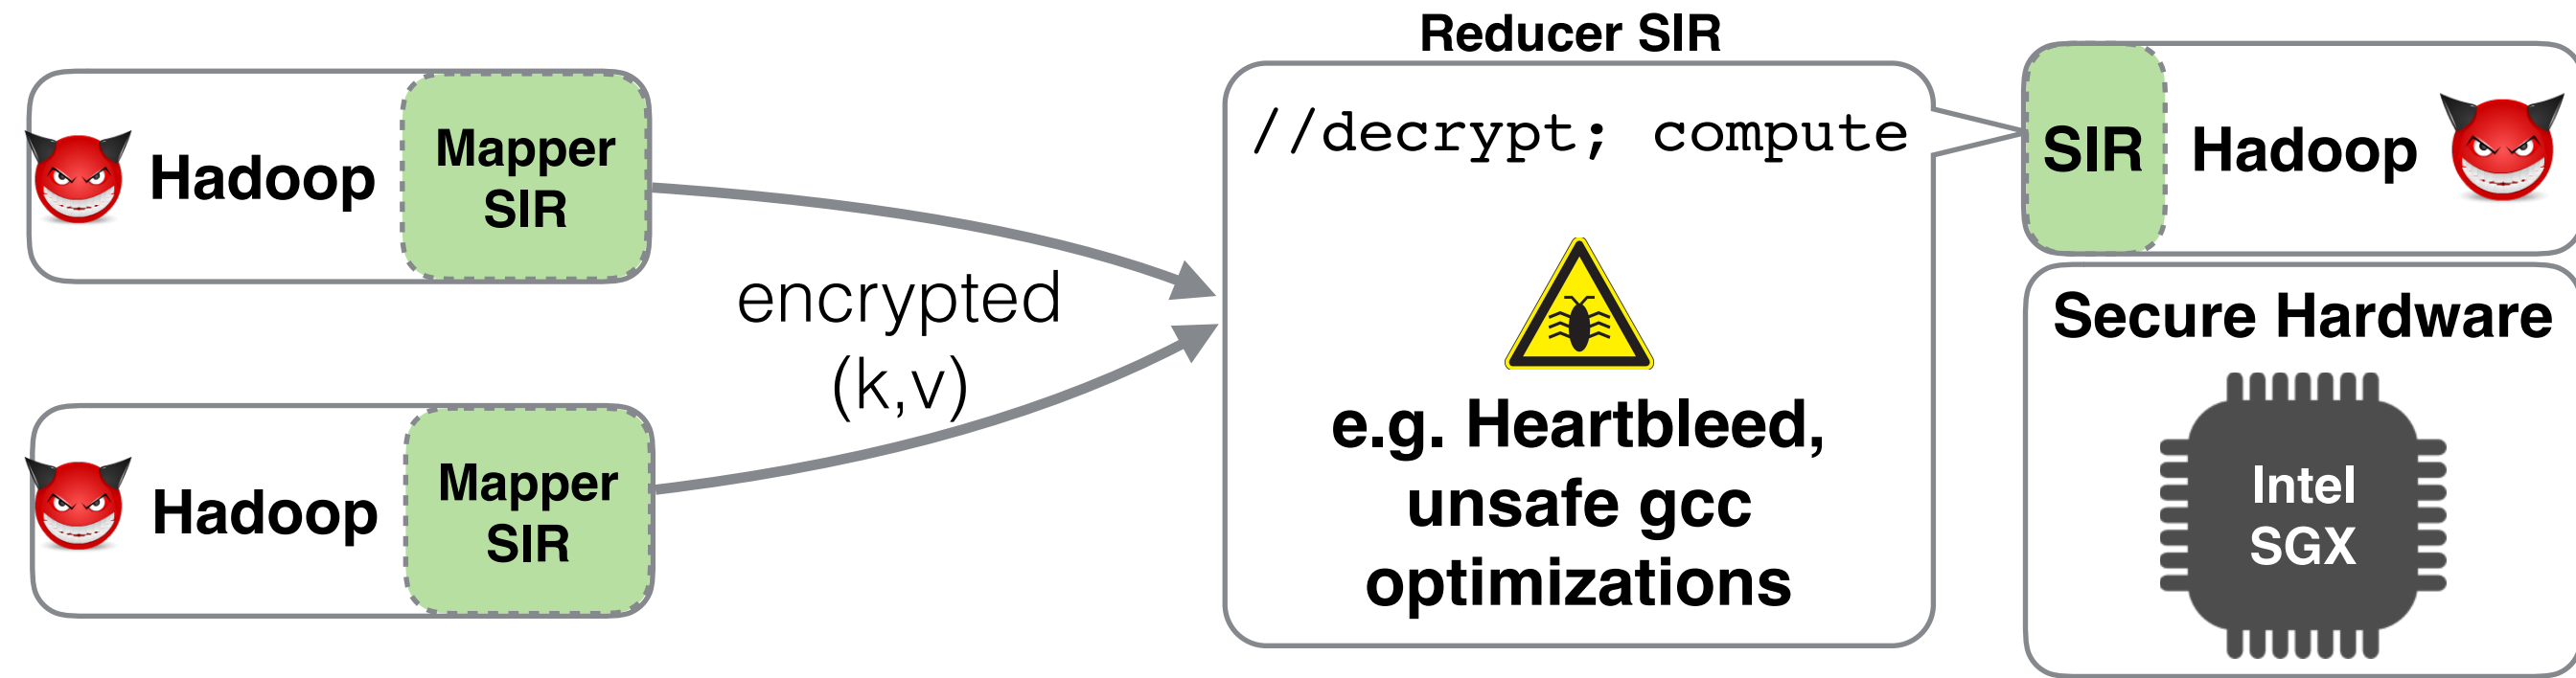 Hadoop
Mapper
SIR
Hadoop
Mapper
SIR
encrypted
(k,v)
Reducer SIR
//decrypt; compute
e.g. Heartbleed,
unsafe gcc
optimizations
SIR
Hadoop
Secure Hardware
Intel
SGX